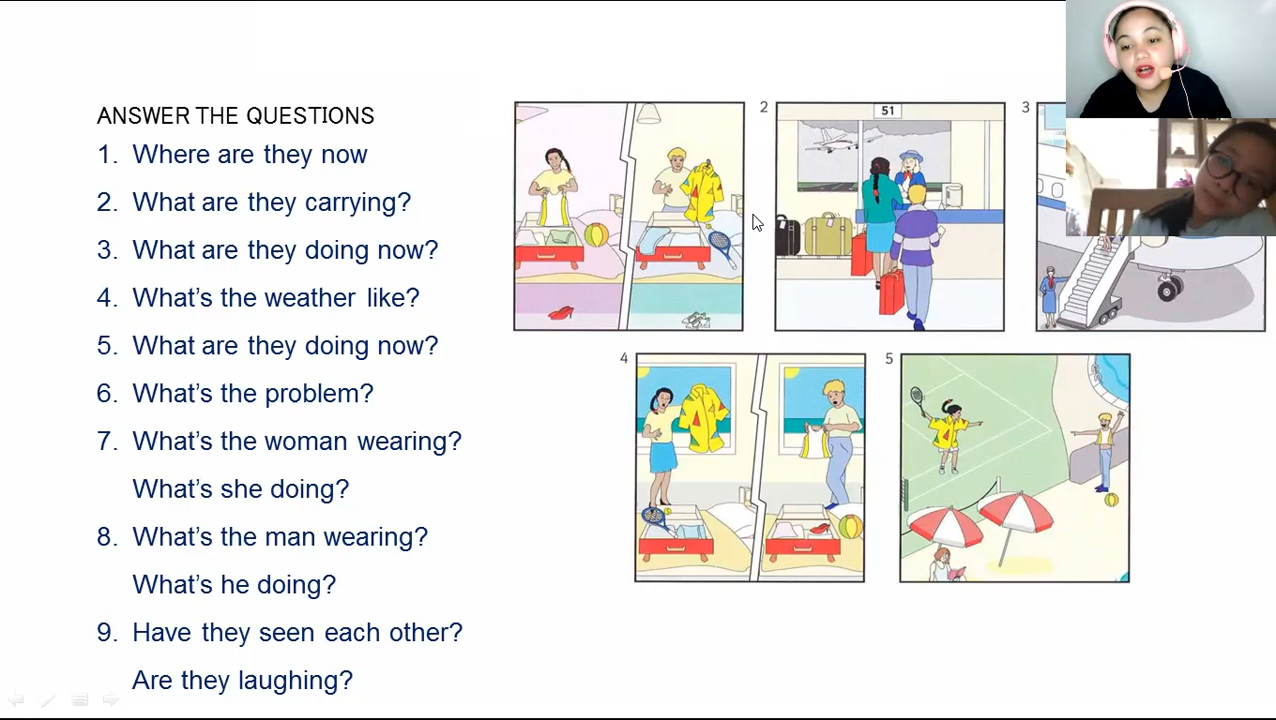 ANSWER THE QUESTIONS
1. Where are they now
2. What are they carrying?
3. What are they doing now?
4. What's the weather like?
5. What are they doing now?
6. What's the problem?
7. What's the woman wearing?
What's she doing?
8. What's the man wearing?
What's he doing?
9. Have they seen each other?
Are they laughing?
2
51
3
4
5